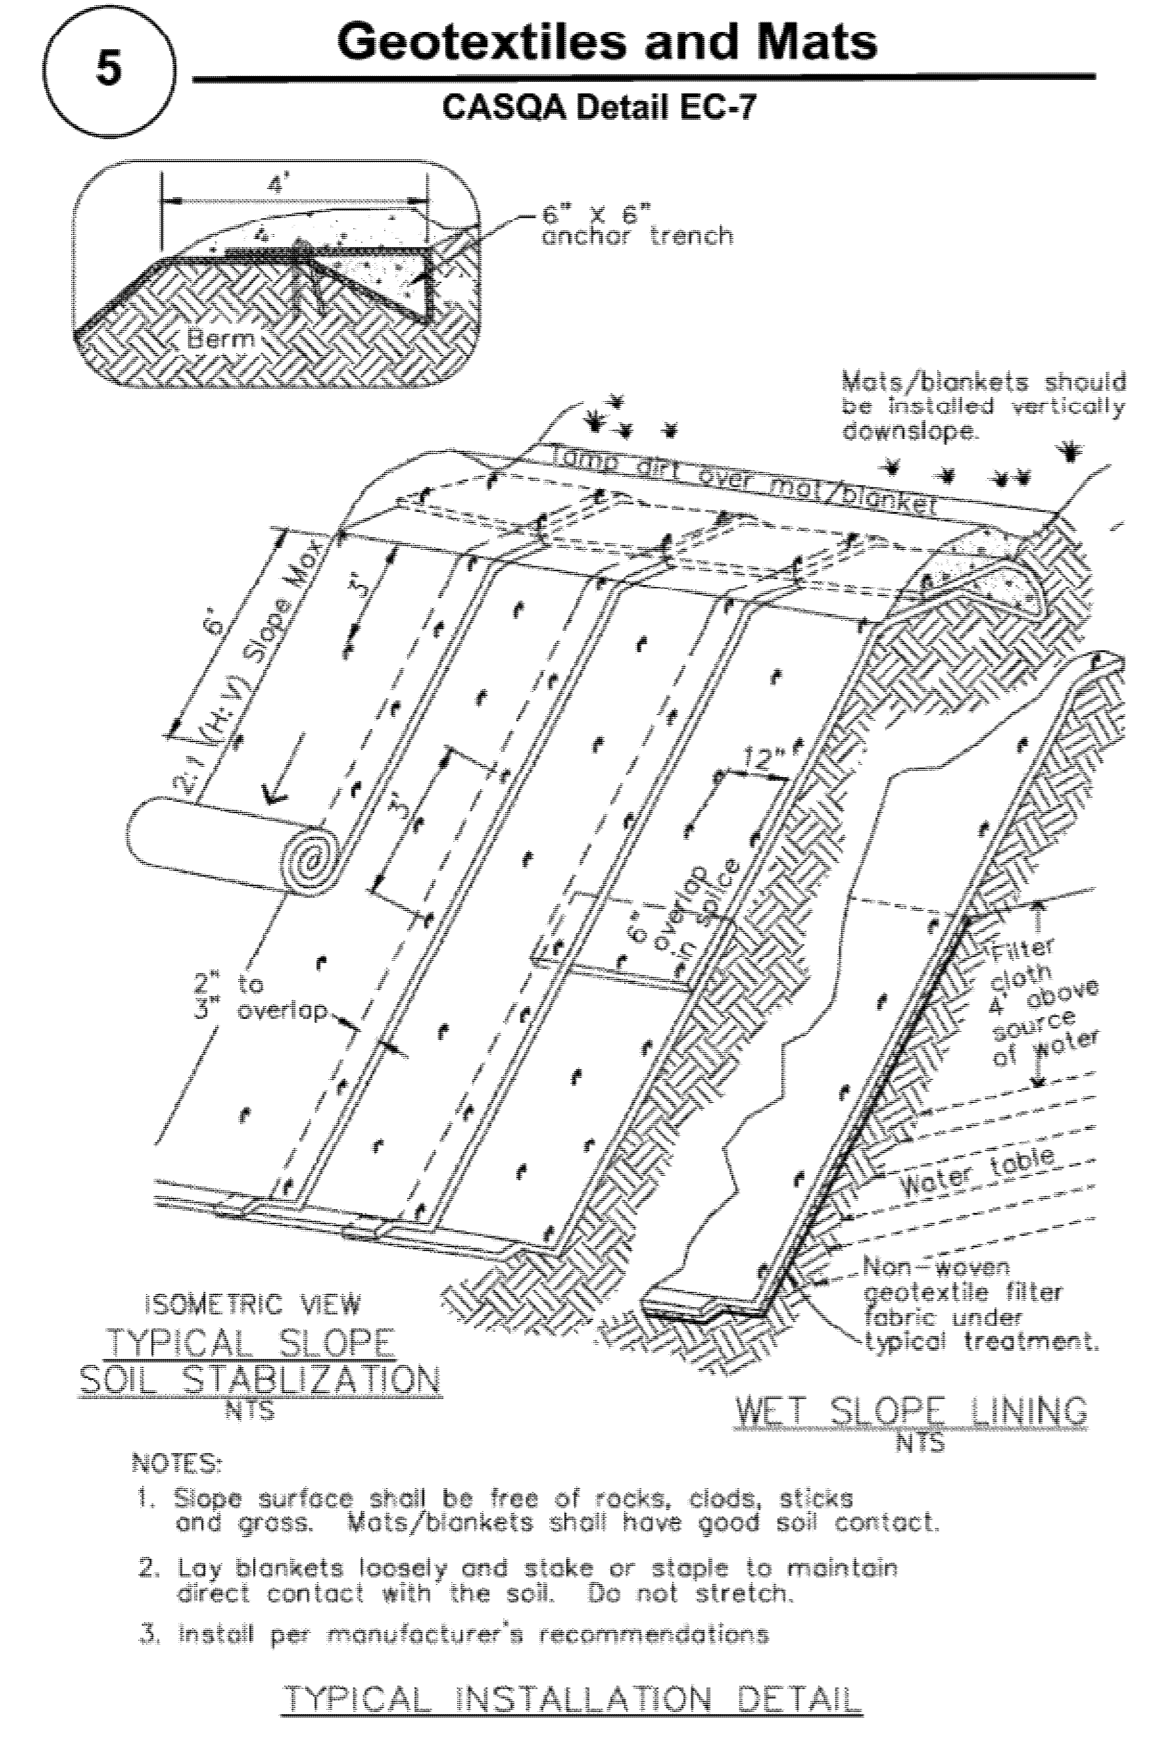 5
Geotextiles and Mats
CASQA Detail EC-7
4'
6" X 6"
anchor trench
Berm
Mats/blankets should
be installed vertically
downslope.
Tamp dirt over mat/blanket
6'
2:1 (H:V) Slope Max
3'
3'
12"
6"
overlap
in splice
2" to
3" overlap
Filter
cloth
4' above
source
of water
Water table
Non-woven
geotextile filter
fabric under
typical treatment.
ISOMETRIC VIEW
TYPICAL SLOPE
SOIL STABLIZATION
NTS
WET SLOPE LINING
NTS
NOTES:
1. Slope surface shall be free of rocks, clods, sticks
and grass. Mats/blankets shall have good soil contact.
2. Lay blankets loosely and stake or staple to maintain
direct contact with the soil. Do not stretch.
3. Install per manufacturer's recommendations
TYPICAL INSTALLATION DETAIL